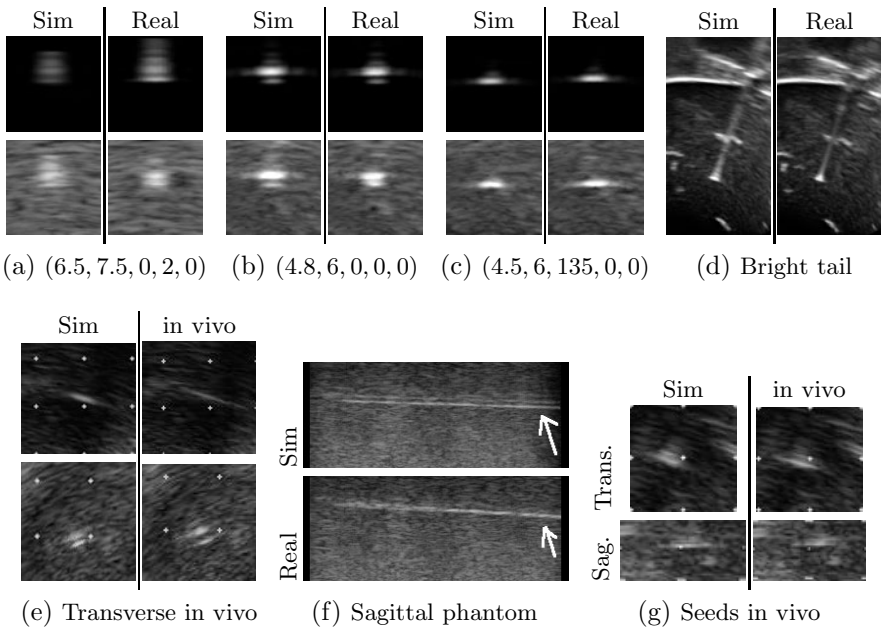 Sim Real Sim Real Sim Real Sim Real
(a) (6.5, 7.5, 0, 2, 0) (b) (4.8, 6, 0, 0, 0) (c) (4.5, 6, 135, 0, 0) (d) Bright tail
Sim in vivo
Sim
Real
Sim in vivo
Trans.
Sag.
(e) Transverse in vivo (f) Sagittal phantom (g) Seeds in vivo